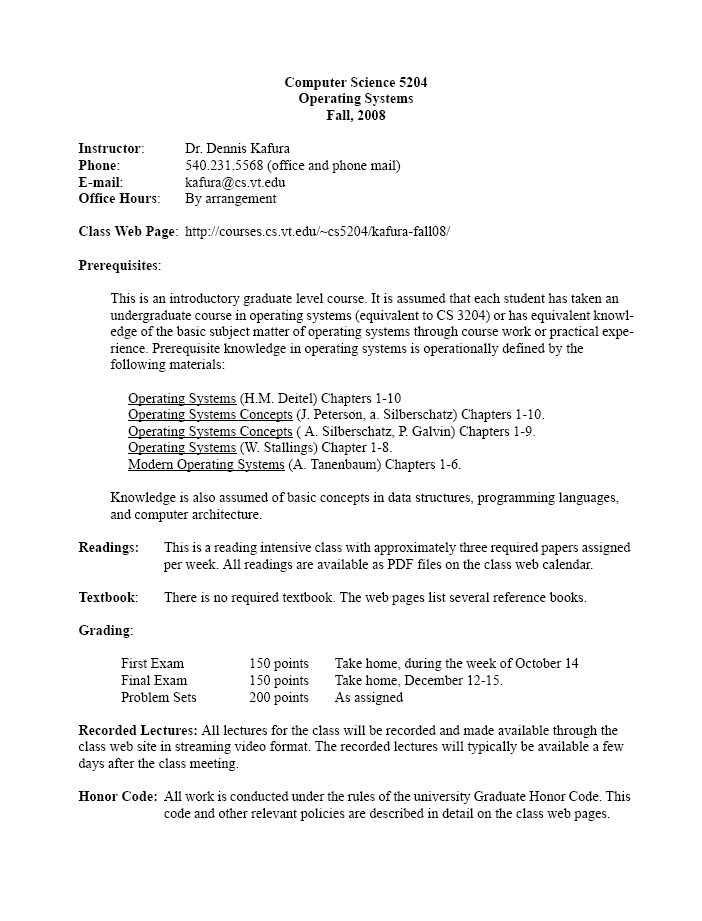 Computer Science 5204
Operating Systems
Fall, 2008
Instructor: Dr. Dennis Kafura
Phone: 540.231.5568 (office and phone mail)
E-mail: kafura@cs.vt.edu
Office Hours: By arrangement
Class Web Page: http://courses.cs.vt.edu/~cs5204/kafura-fall08/
Prerequisites:
This is an introductory graduate level course. It is assumed that each student has taken an
undergraduate course in operating systems (equivalent to CS 3204) or has equivalent knowl-
edge of the basic subject matter of operating systems through course work or practical expe-
rience. Prerequisite knowledge in operating systems is operationally defined by the
following materials:
Operating Systems (H.M. Deitel) Chapters 1-10
Operating Systems Concepts (J. Peterson, a. Silberschatz) Chapters 1-10.
Operating Systems Concepts ( A. Silberschatz, P. Galvin) Chapters 1-9.
Operating Systems (W. Stallings) Chapter 1-8.
Modern Operating Systems (A. Tanenbaum) Chapters 1-6.
Knowledge is also assumed of basic concepts in data structures, programming languages,
and computer architecture.
Readings: This is a reading intensive class with approximately three required papers assigned
per week. All readings are available as PDF files on the class web calendar.
Textbook: There is no required textbook. The web pages list several reference books.
Grading:
First Exam 150 points Take home, during the week of October 14
Final Exam 150 points Take home, December 12-15.
Problem Sets 200 points As assigned
Recorded Lectures: All lectures for the class will be recorded and made available through the
class web site in streaming video format. The recorded lectures will typically be available a few
days after the class meeting.
Honor Code: All work is conducted under the rules of the university Graduate Honor Code. This
code and other relevant policies are described in detail on the class web pages.